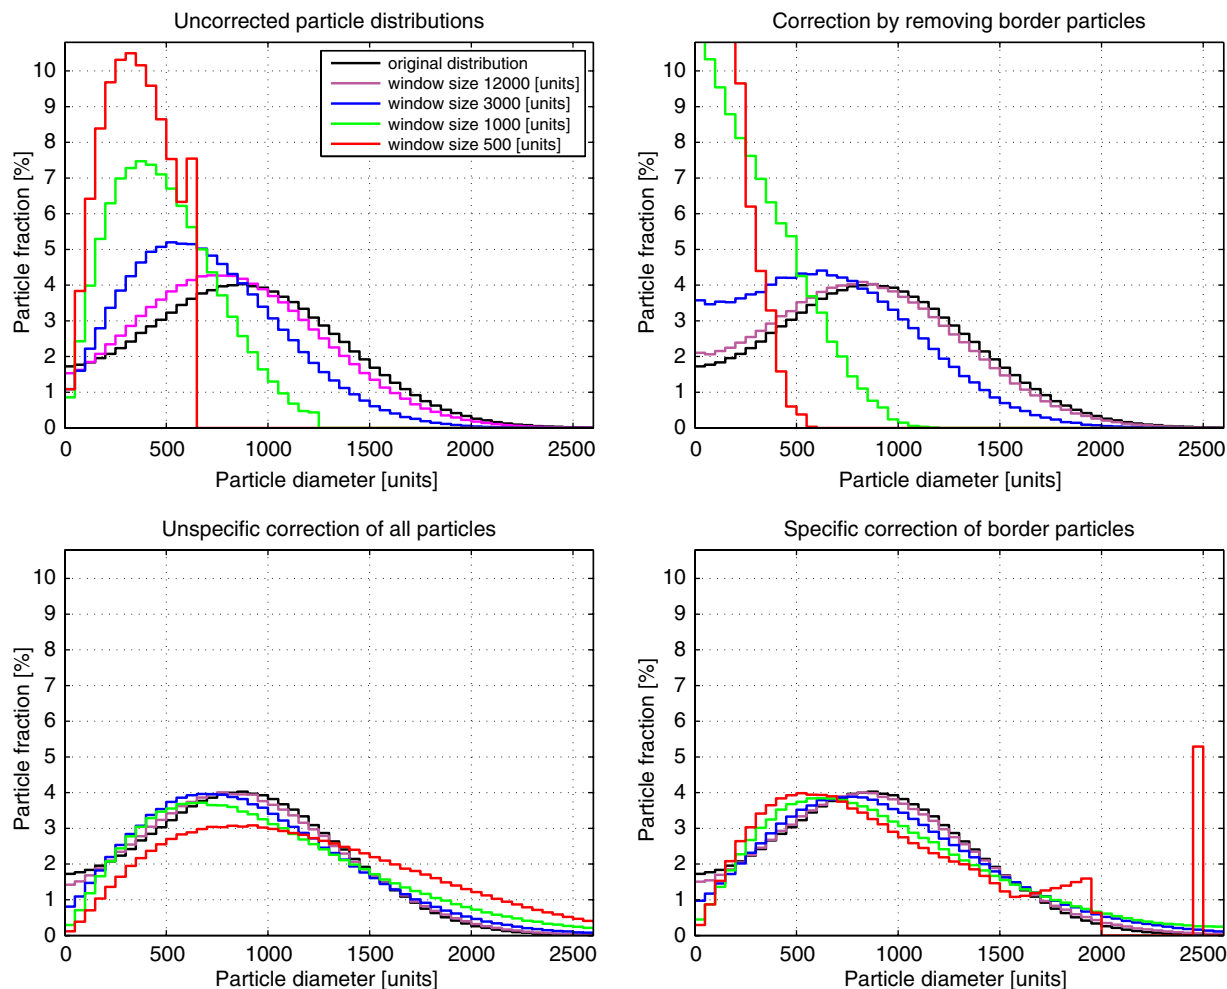 Uncorrected particle distributions
10
9
8
7
6
5
4
3
2
1
0
Particle fraction [%]
original distribution
window size 12000 [units]
window size 3000 [units]
window size 1000 [units]
window size 500 [units]
0 500 1000 1500 2000 2500
Particle diameter [units]
Correction by removing border particles
10
9
8
7
6
5
4
3
2
1
0
Particle fraction [%]
0 500 1000 1500 2000 2500
Particle diameter [units]
Unspecific correction of all particles
10
9
8
7
6
5
4
3
2
1
0
Particle fraction [%]
0 500 1000 1500 2000 2500
Particle diameter [units]
Specific correction of border particles
10
9
8
7
6
5
4
3
2
1
0
Particle fraction [%]
0 500 1000 1500 2000 2500
Particle diameter [units]